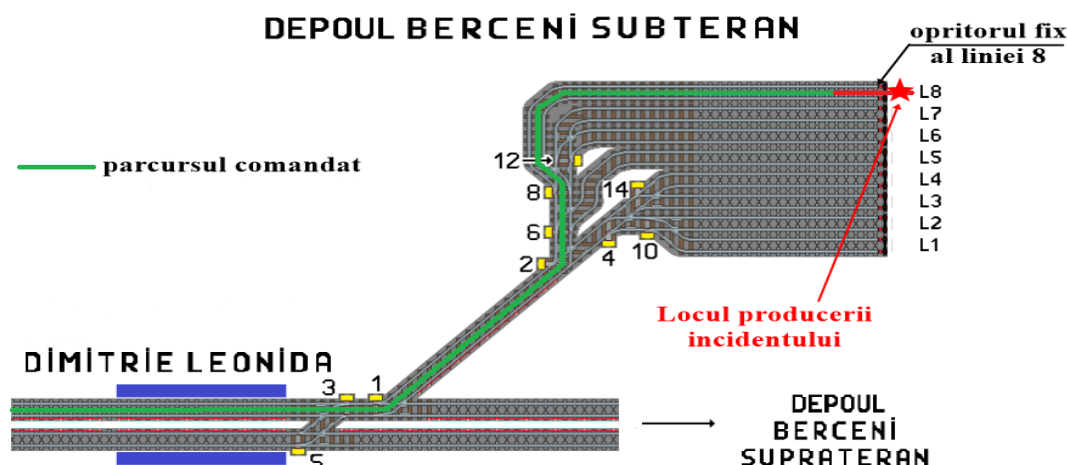 DEPOUL BERCENI SUBTERAN
opritorul fix
al liniei 8
L8
L7
L6
L5
L4
L3
L2
L1
parcursul comandat
12
8
14
6
2
4
10
Locul producerii
incidentului
DIMITRIE LEONIDA
3
1
5
DEPOUL
BERCENI
SUPRATERAN